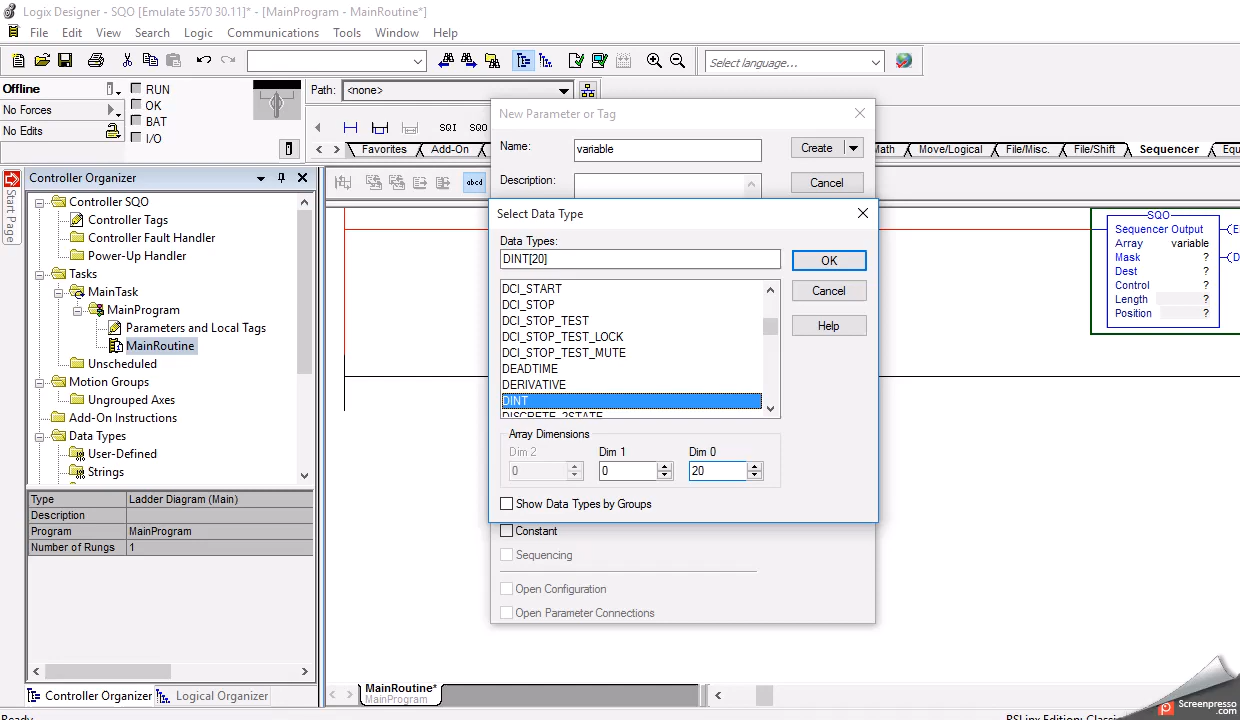 Logix Designer - SQO [Emulate 5570 30.11]* - [MainProgram - MainRoutine*]
File Edit View Search Logic Communications Tools Window Help
Select language...
Offline
No Forces
No Edits
RUN
OK
BAT
I/O
Path: <none>
SQI SQO
Favorites Add-On Math Move/Logical File/Misc. File/Shift Sequencer
Start Page
Controller Organizer
Controller SQO
Controller Tags
Controller Fault Handler
Power-Up Handler
Tasks
MainTask
MainProgram
Parameters and Local Tags
MainRoutine
Unscheduled
Motion Groups
Ungrouped Axes
Add-On Instructions
Data Types
User-Defined
Strings
Type Ladder Diagram (Main)
Description
Program MainProgram
Number of Rungs 1
Controller Organizer Logical Organizer
abcd
New Parameter or Tag
Name: variable Create
Description: Cancel
Select Data Type
Data Types:
DINT[20] OK
DCI_START Cancel
DCI_STOP
DCI_STOP_TEST Help
DCI_STOP_TEST_LOCK
DCI_STOP_TEST_MUTE
DEADTIME
DERIVATIVE
DINT
DISCRETE_2STATE
Array Dimensions
Dim 2 Dim 1 Dim 0
0 0 20
Show Data Types by Groups
Constant
Sequencing
Open Configuration
Open Parameter Connections
SQO
Sequencer Output
Array variable
Mask ?
Dest ?
Control ?
Length ?
Position ?
MainRoutine*
MainProgram
Screenpresso
.com